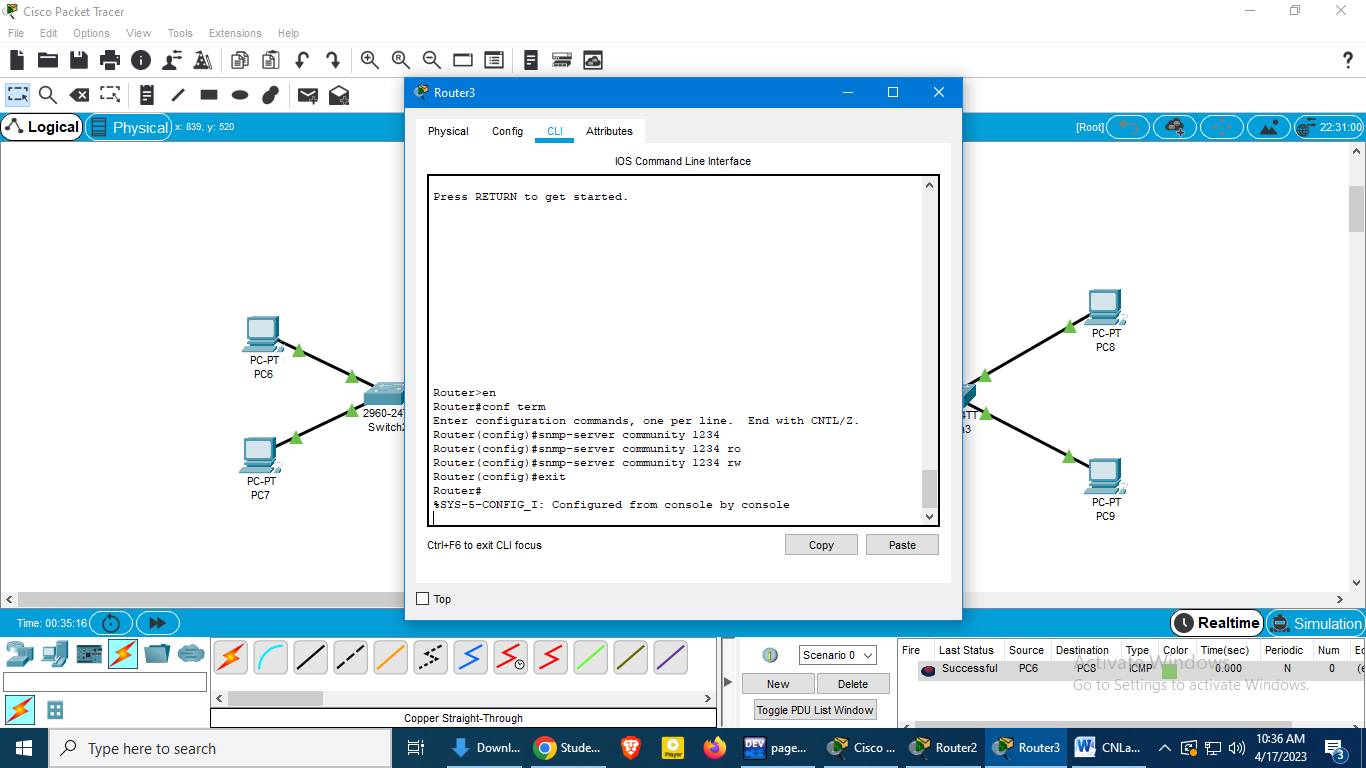 Cisco Packet Tracer
File Edit Options View Tools Extensions Help
Logical Physical x: 839, y: 520
[Root] 22:31:00
Router3
Physical Config CLI Attributes
IOS Command Line Interface
Press RETURN to get started.
Router>en
Router#conf term
Enter configuration commands, one per line.  End with CNTL/Z.
Router(config)#snmp-server community 1234
Router(config)#snmp-server community 1234 ro
Router(config)#snmp-server community 1234 rw
Router(config)#exit
Router#
%SYS-5-CONFIG_I: Configured from console by console
Ctrl+F6 to exit CLI focus
Copy Paste
Top
PC-PT
PC6
2960-24
Switch2
PC-PT
PC7
PC-PT
PC8
TT
3
PC-PT
PC9
Time: 00:35:16
Realtime Simulation
Copper Straight-Through
Scenario 0
New Delete
Toggle PDU List Window
Fire Last Status Source Destination Type Color Time(sec) Periodic Num Ed
Successful PC6 PC8 ICMP 0.000 N 0 (e
Activate Windows
Go to Settings to activate Windows.
Type here to search
Downl... Stude... Player DEV page... Cisco ... Router2 Router3 CNLa...
10:36 AM
4/17/2023
3